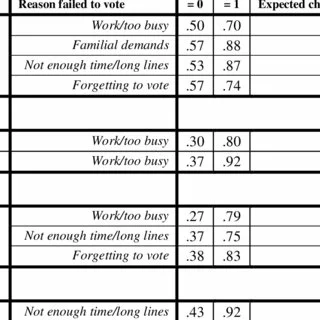 Reason failed to vote = 0 = 1 Expected ch
Work/too busy .50 .70
Familial demands .57 .88
Not enough time/long lines .53 .87
Forgetting to vote .57 .74
Work/too busy .30 .80
Work/too busy .37 .92
Work/too busy .27 .79
Not enough time/long lines .37 .75
Forgetting to vote .38 .83
Not enough time/long lines .43 .92